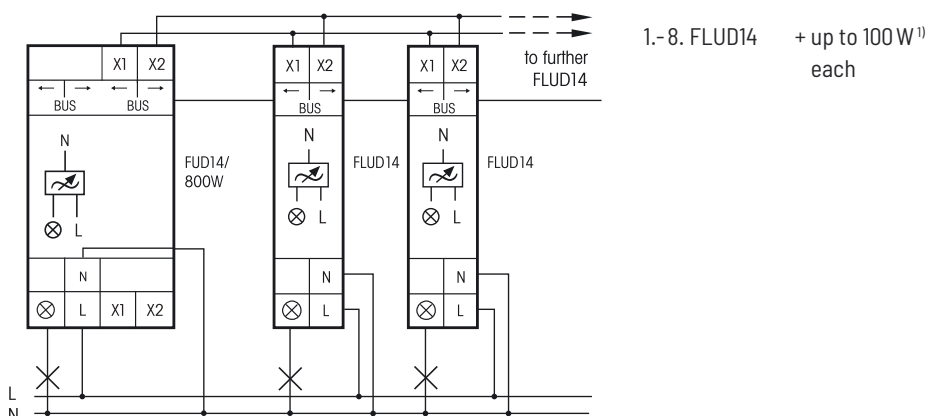 1.-8. FLUD14 + up to 100 W 1)
each
to further
FLUD14
X1 X2
X1 X2
X1 X2
BUS BUS
BUS
BUS
N
N
N
FUD14/
800W
FLUD14
FLUD14
L
L
L
N
N
N
L X1 X2
L
L
L
N